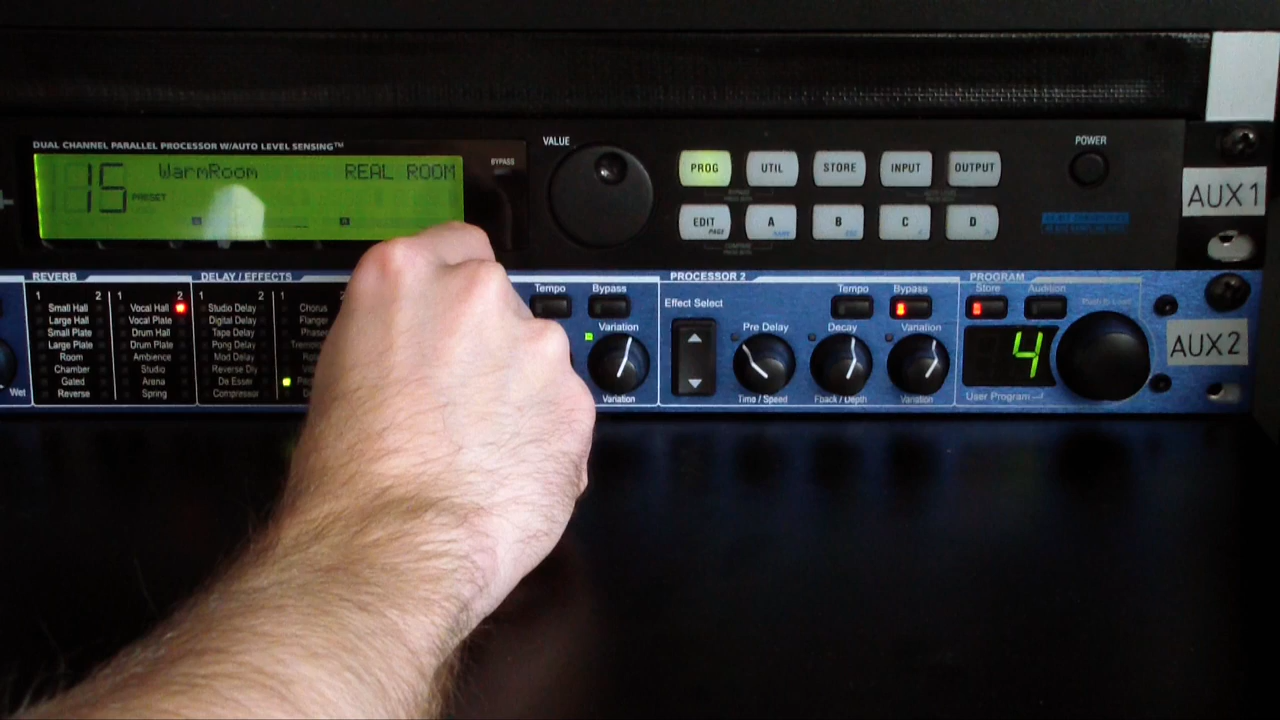 DUAL CHANNEL PARALLEL PROCESSOR W/AUTO LEVEL SENSING™
BYPASS
VALUE
POWER
15 WarmRoom REAL ROOM
PRESET
PROG UTIL STORE INPUT OUTPUT
EDIT PAGE A B C D
AUX1
REVERB DELAY / EFFECTS
1 2 1 2 1
Small Hall Vocal Hall Studio Delay Chorus
Large Hall Vocal Plate Digital Delay Flanger
Small Plate Drum Hall Tape Delay
Large Plate Drum Plate Pong Delay
Room Ambience Mod Delay
Chamber Studio Reverse Dly
Gated Arena De Esser
Reverse Spring Compressor
Wet
Tempo Bypass
Variation
Variation
PROCESSOR 2
Effect Select
Tempo Bypass
Pre Delay Decay Variation
Time / Speed Fback / Depth Variation
PROGRAM
Store Audition
4
User Program
AUX2